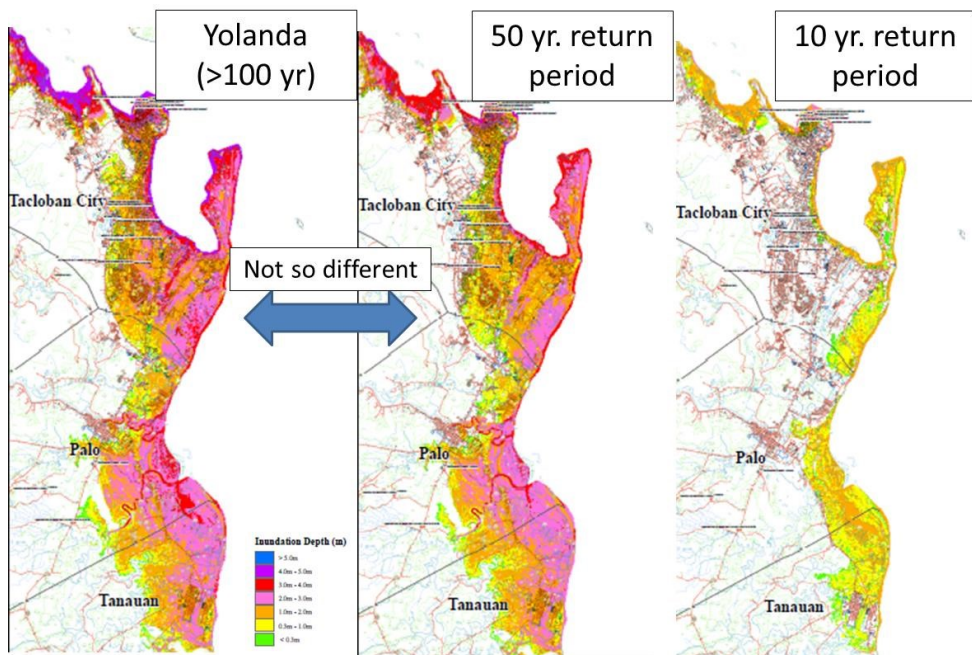 Yolanda
(>100 yr)
50 yr. return
period
10 yr. return
period
Tacloban City
Tacloban City
Tacloban City
Not so different
Palo
Palo
Palo
Inundation Depth (m)
> 5.0m
4.0m - 5.0m
3.0m - 4.0m
2.0m - 3.0m
1.0m - 2.0m
0.3m - 1.0m
< 0.3m
Tanauan
Tanauan
Tanauan